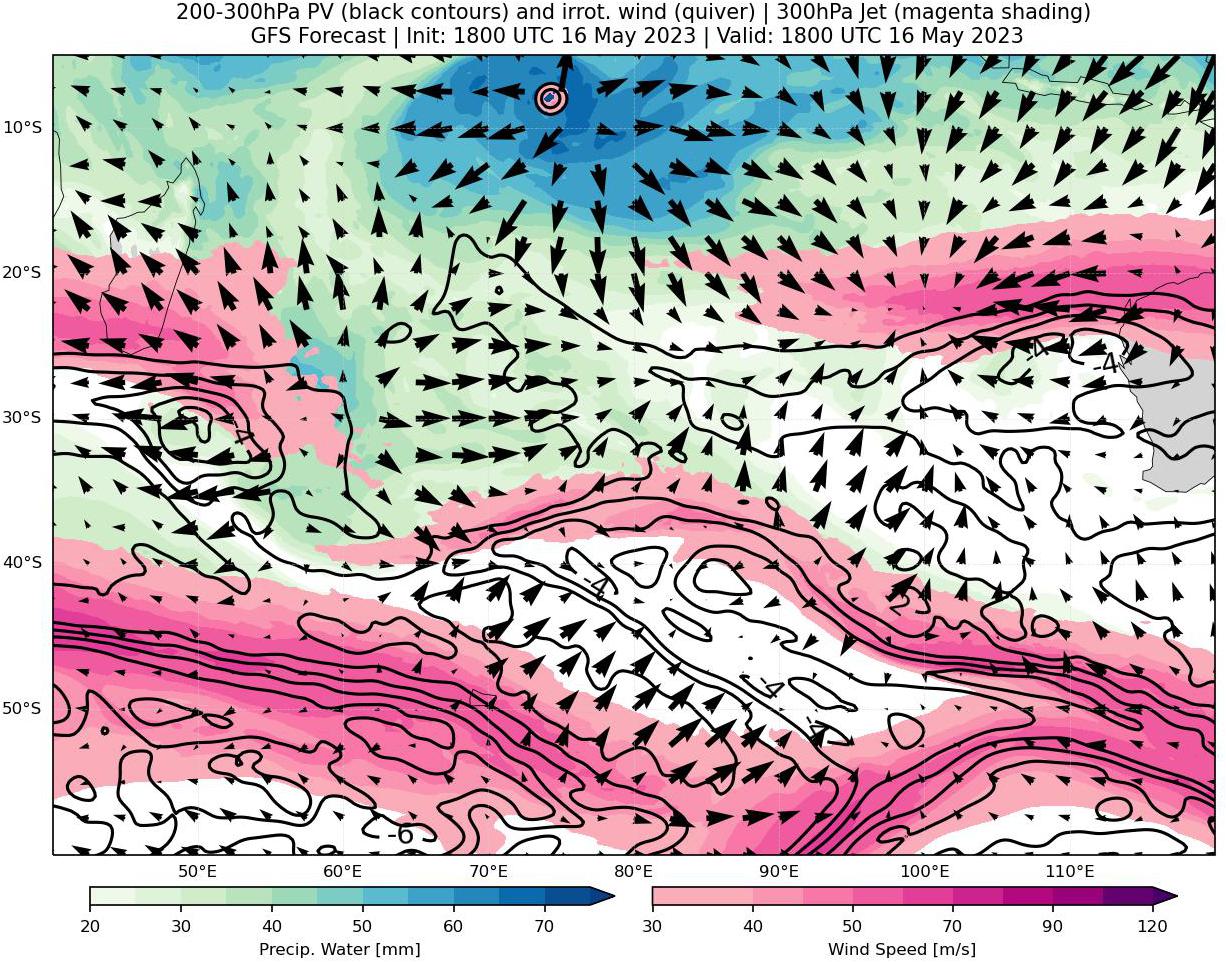 200-300hPa PV (black contours) and irrot. wind (quiver) | 300hPa Jet (magenta shading)
GFS Forecast | Init: 1800 UTC 16 May 2023 | Valid: 1800 UTC 16 May 2023
10°S
20°S
-4
-4
30°S
-4
40°S
-4
-2
-4
50°S
-6
50°E 60°E 70°E 80°E 90°E 100°E 110°E
20 30 40 50 60 70
30 40 50 70 90 120
Precip. Water [mm]
Wind Speed [m/s]